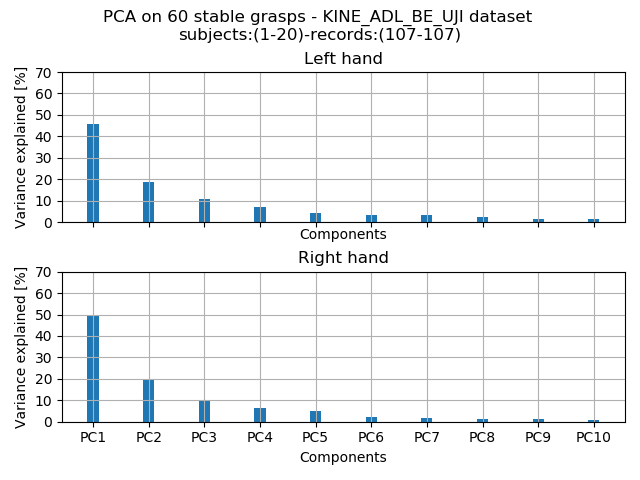 PCA on 60 stable grasps - KINE_ADL_BE_UJI dataset
subjects:(1-20)-records:(107-107)
Left hand
Variance explained [%]
70
60
50
40
30
20
10
0
Components
Right hand
Variance explained [%]
70
60
50
40
30
20
10
0
PC1 PC2 PC3 PC4 PC5 PC6 PC7 PC8 PC9 PC10
Components